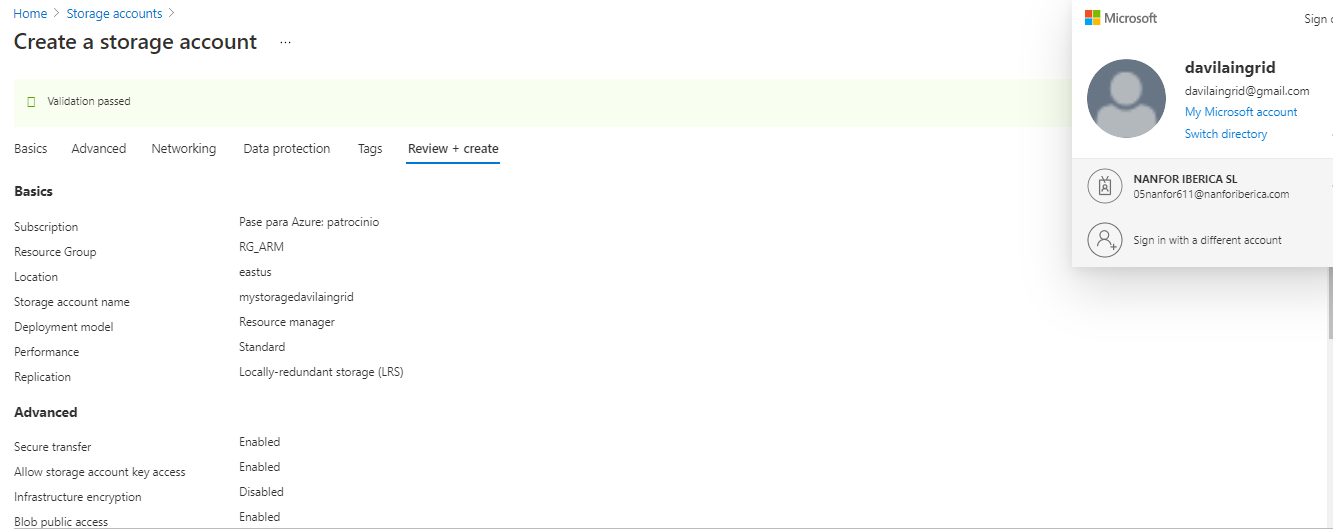 Home > Storage accounts >
Create a storage account ...
Validation passed
Basics Advanced Networking Data protection Tags Review + create
Basics
Subscription Pase para Azure: patrocinio
Resource Group RG_ARM
Location eastus
Storage account name mystoragedavilaingrid
Deployment model Resource manager
Performance Standard
Replication Locally-redundant storage (LRS)
Advanced
Secure transfer Enabled
Allow storage account key access Enabled
Infrastructure encryption Disabled
Blob public access Enabled
Microsoft Sign
davilaingrid
davilaingrid@gmail.com
My Microsoft account
Switch directory
NANFOR IBERICA SL
05nanfor611@nanforiberica.com
Sign in with a different account